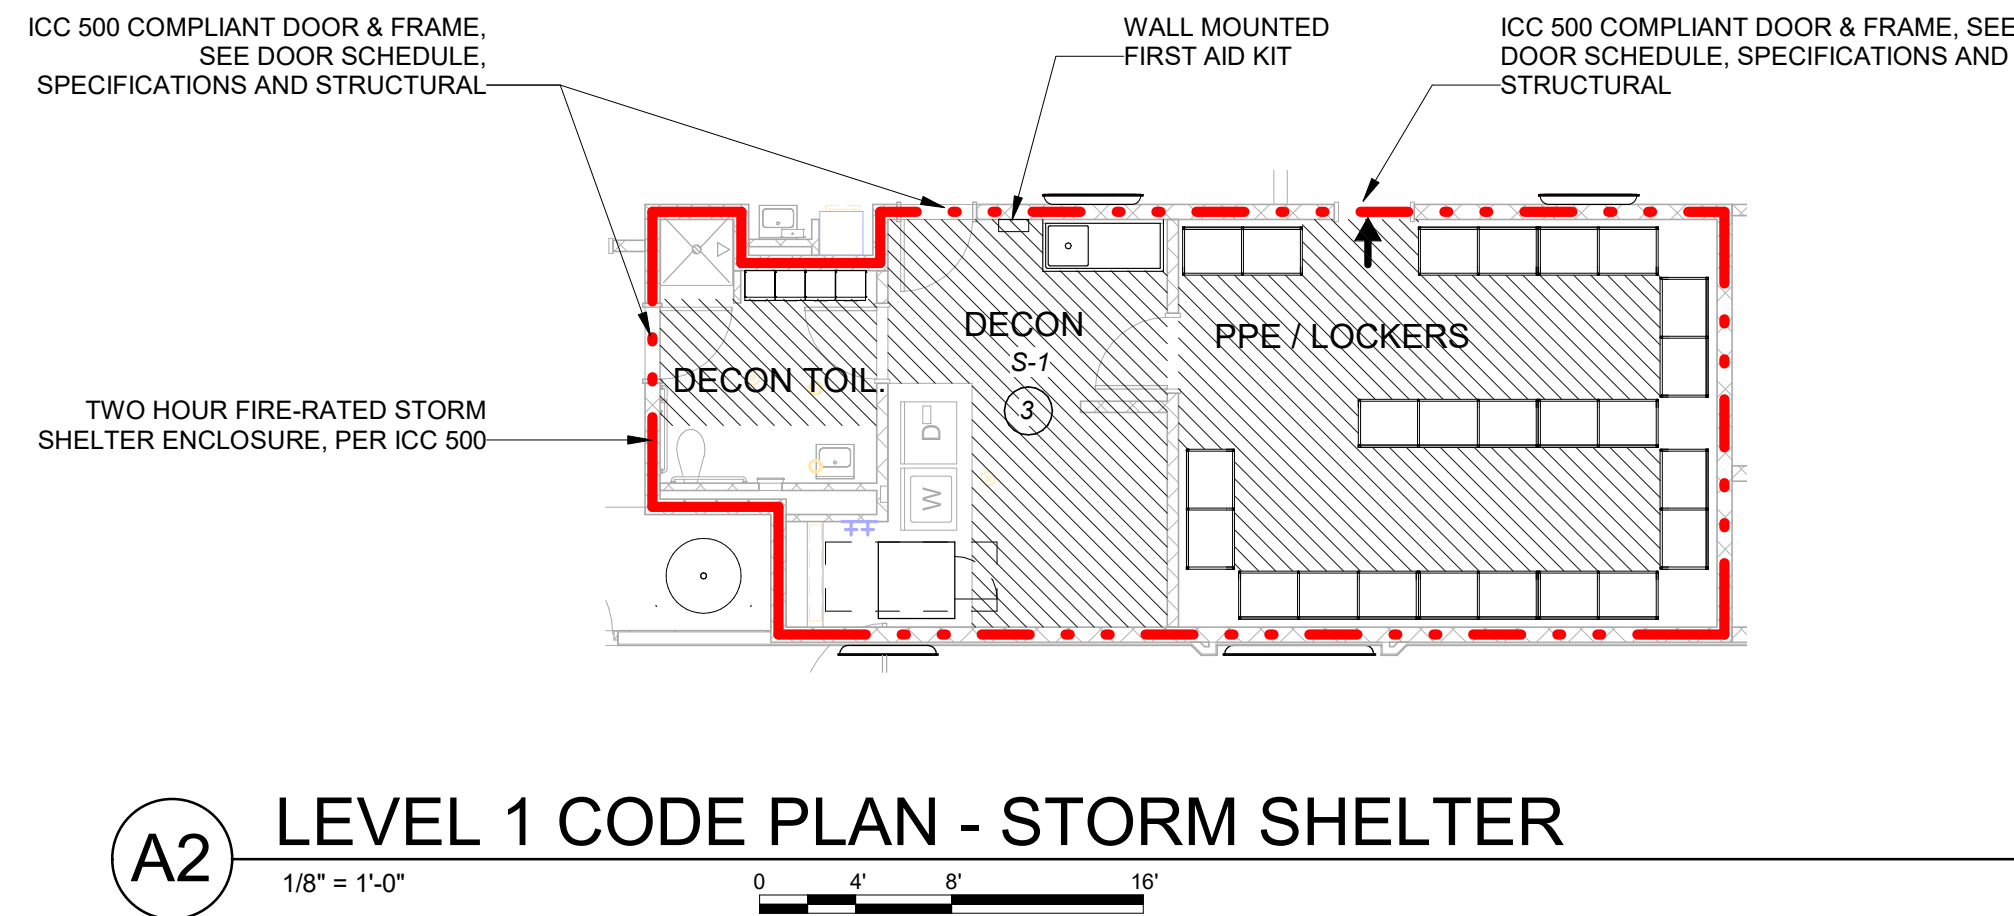 ICC 500 COMPLIANT DOOR & FRAME,
SEE DOOR SCHEDULE,
SPECIFICATIONS AND STRUCTURAL
WALL MOUNTED
FIRST AID KIT
ICC 500 COMPLIANT DOOR & FRAME, SEE
DOOR SCHEDULE, SPECIFICATIONS AND
STRUCTURAL
TWO HOUR FIRE-RATED STORM
SHELTER ENCLOSURE, PER ICC 500
DECON TOIL.
DECON
S-1
3
PPE / LOCKERS
D
W
A2
LEVEL 1 CODE PLAN - STORM SHELTER
1/8" = 1'-0"
0 4' 8' 16'